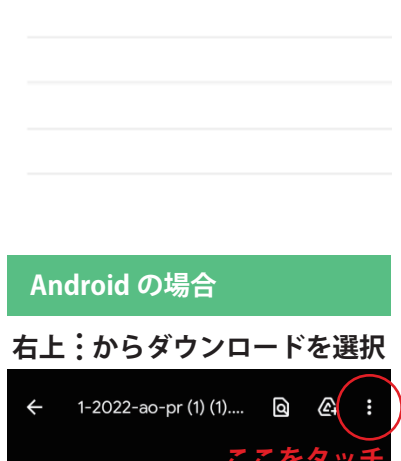 Android の場合
右上⋮からダウンロードを選択
1-2022-ao-pr (1) (1)....
ここをタッチ